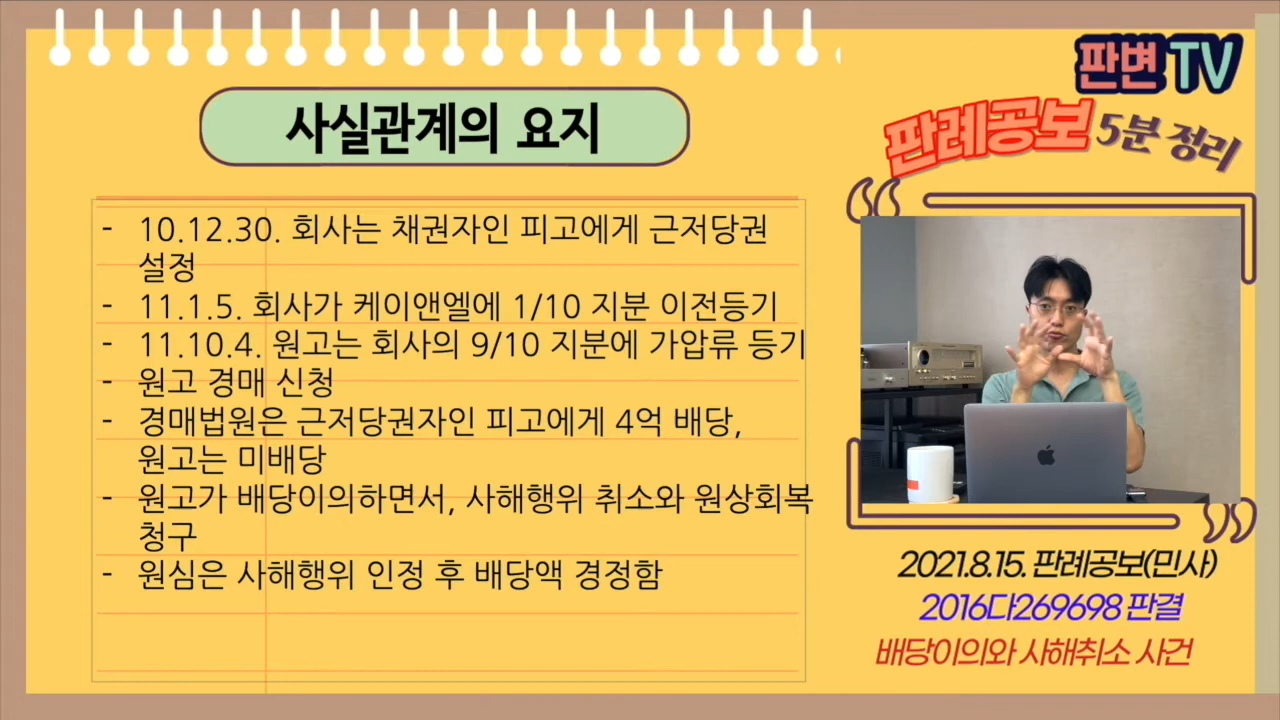 판변 TV
판례공보 5분 정리
사실관계의 요지
- 10.12.30. 회사는 채권자인 피고에게 근저당권
설정
- 11.1.5. 회사가 케이앤엘에 1/10 지분 이전등기
- 11.10.4. 원고는 회사의 9/10 지분에 가압류 등기
- 원고 경매 신청
- 경매법원은 근저당권자인 피고에게 4억 배당,
원고는 미배당
- 원고가 배당이의하면서, 사해행위 취소와 원상회복
청구
- 원심은 사해행위 인정 후 배당액 경정함
2021.8.15. 판례공보(민사)
2016다269698 판결
배당이의와 사해취소 사건